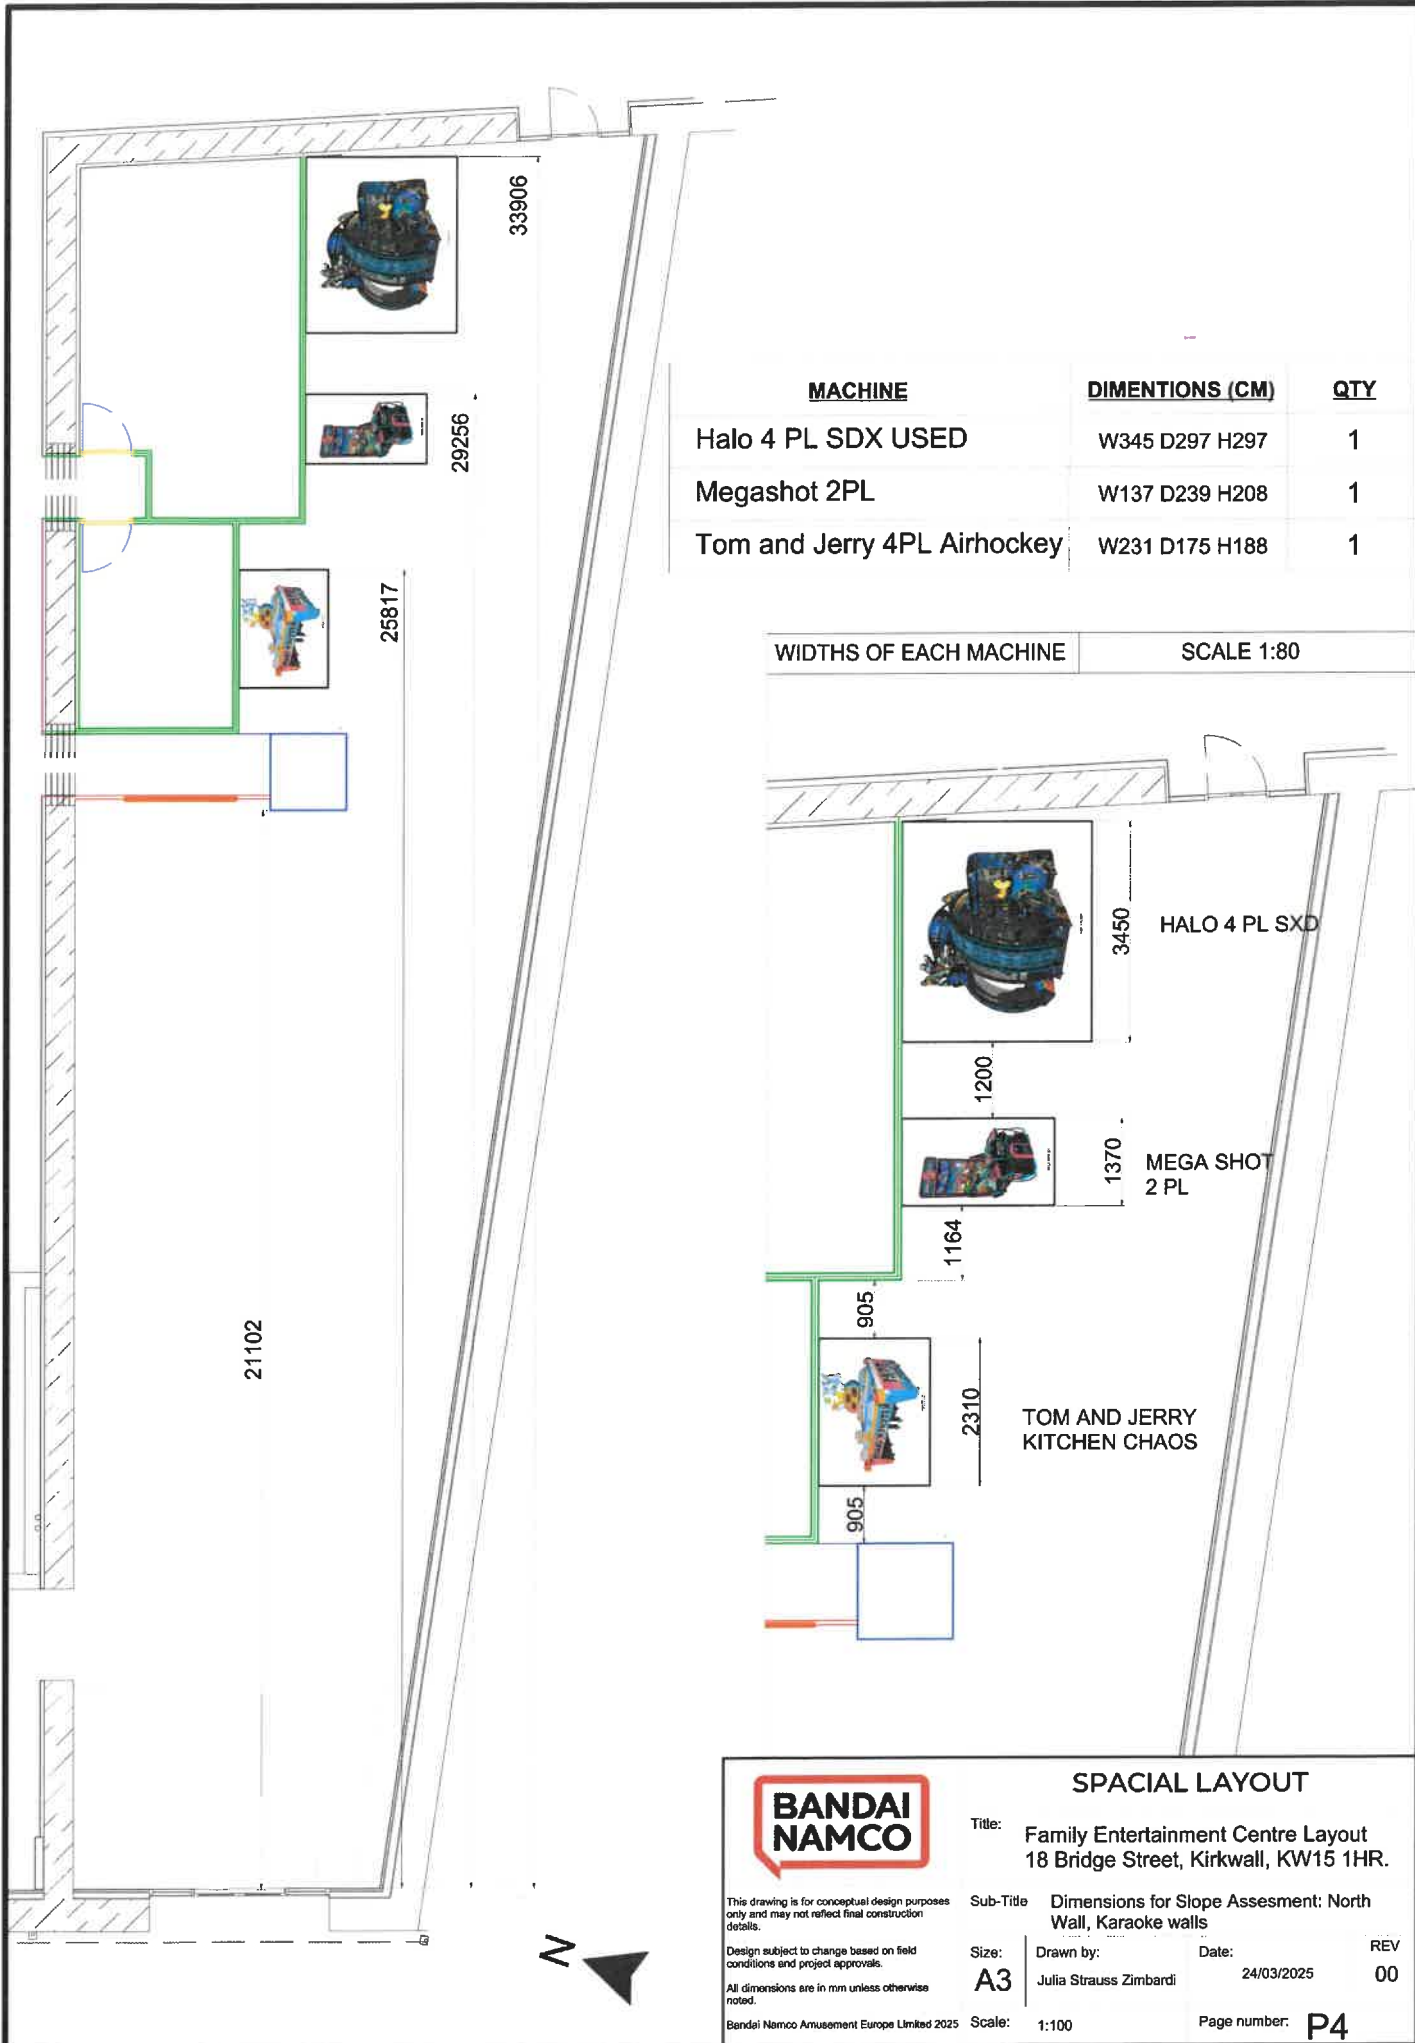 33906
29256
25817
21102
MACHINE DIMENTIONS (CM) QTY
Halo 4 PL SDX USED W345 D297 H297 1
Megashot 2PL W137 D239 H208 1
Tom and Jerry 4PL Airhockey W231 D175 H188 1
WIDTHS OF EACH MACHINE SCALE 1:80
3450
HALO 4 PL SXD
1200
1370
MEGA SHOT
2 PL
1164
905
2310
TOM AND JERRY
KITCHEN CHAOS
905
N
BANDAI
NAMCO
SPACIAL LAYOUT
Title: Family Entertainment Centre Layout
18 Bridge Street, Kirkwall, KW15 1HR.
This drawing is for conceptual design purposes
only and may not reflect final construction
details.
Sub-Title Dimensions for Slope Assesment: North
Wall, Karaoke walls
Design subject to change based on field
conditions and project approvals.
All dimensions are in mm unless otherwise
noted.
Bandai Namco Amusement Europe Limited 2025
Size: A3
Drawn by: Julia Strauss Zimbardi
Date: 24/03/2025
REV 00
Scale: 1:100
Page number: P4